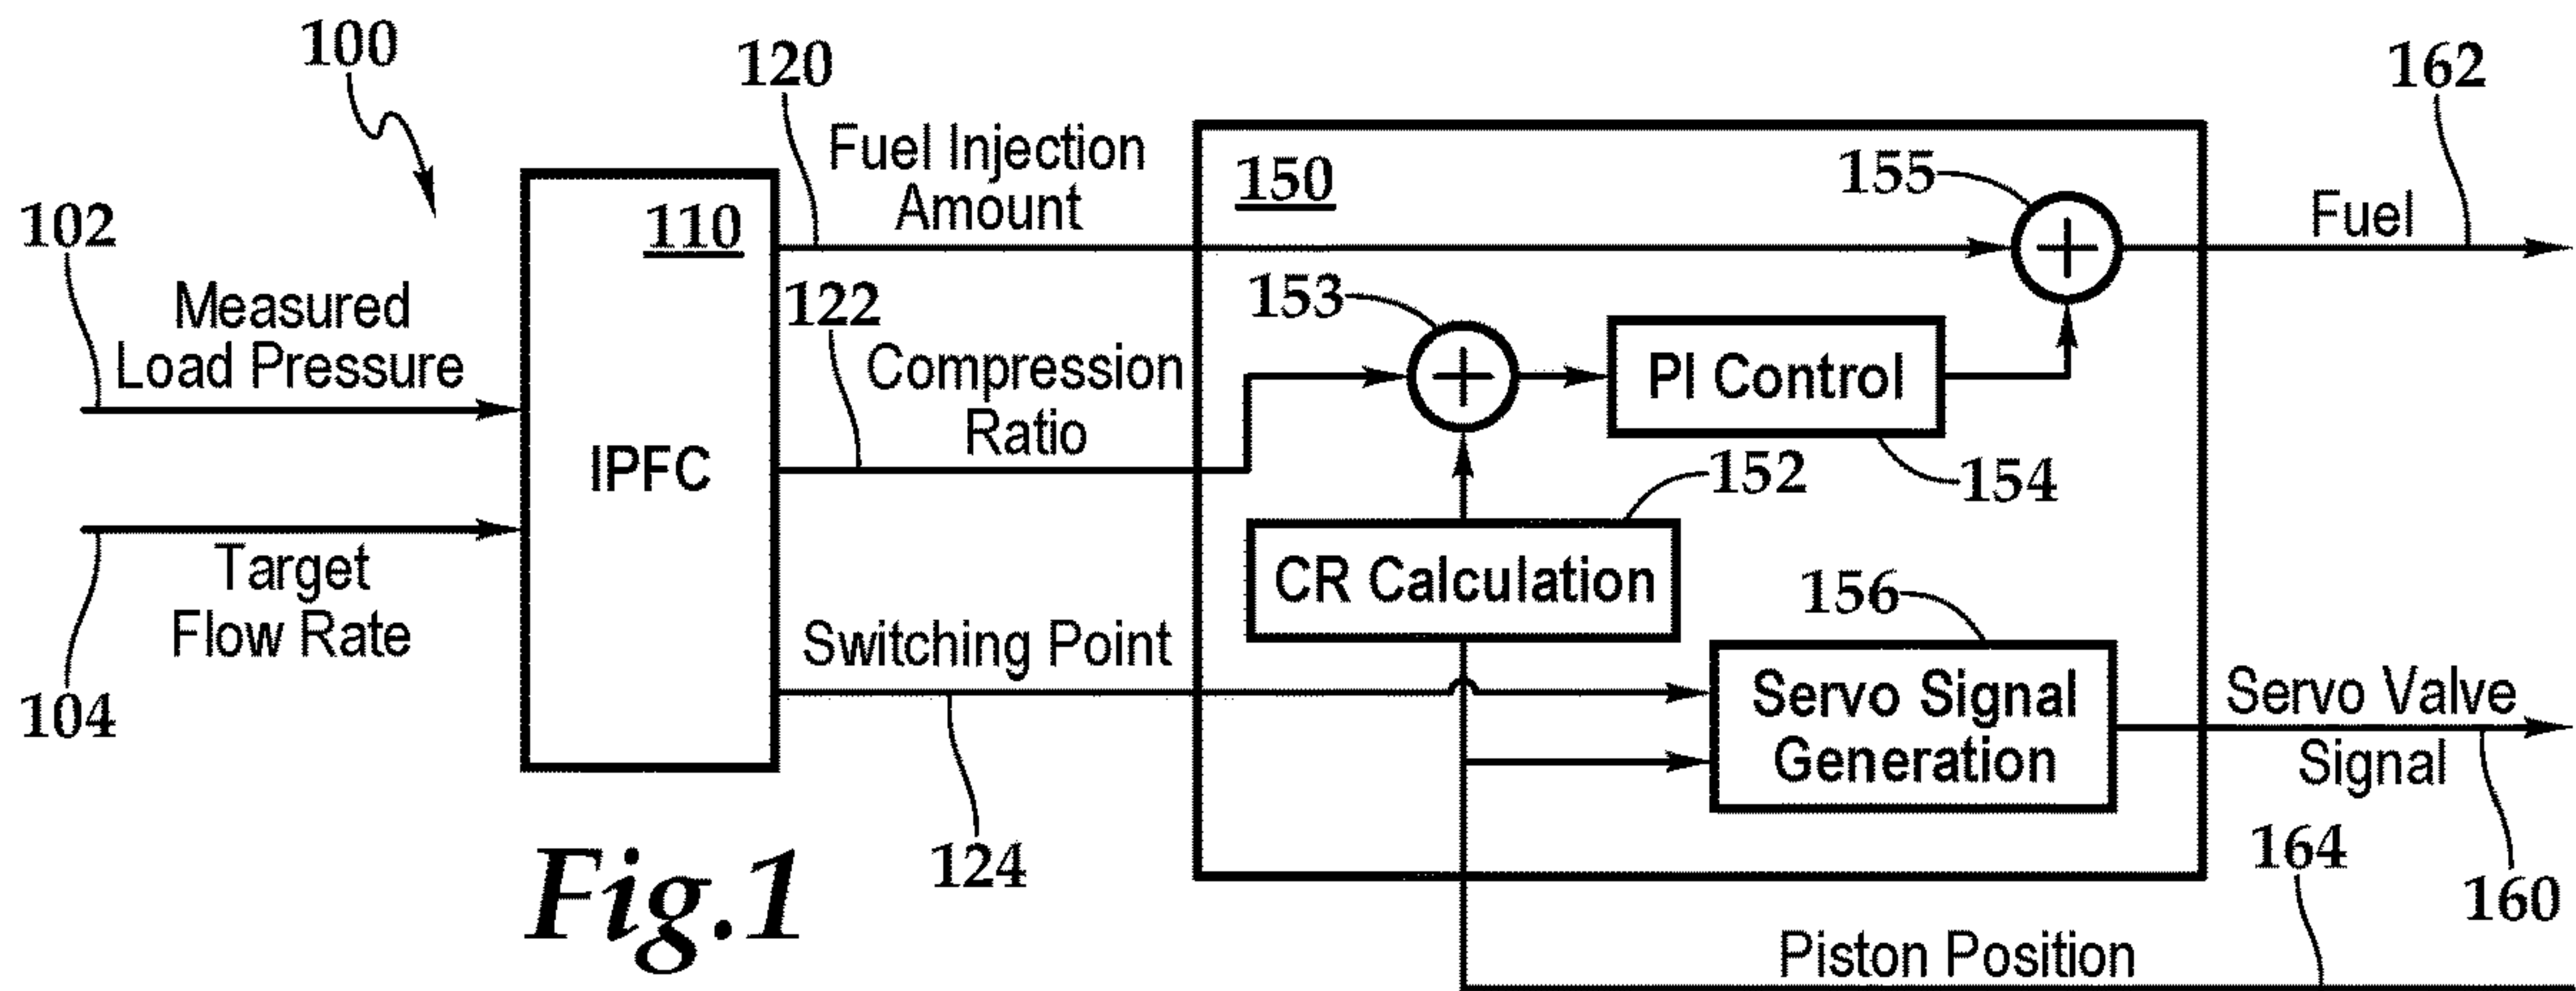 100
120
162
Fuel Injection
Amount
150
155
102
110
Fuel
153
Measured
Load Pressure
122
Compression
Ratio
PI Control
IPFC
152
154
Target
Flow Rate
CR Calculation
156
104
Switching Point
Servo Signal
Generation
Servo Valve
Signal
124
164
160
Fig.1
Piston Position